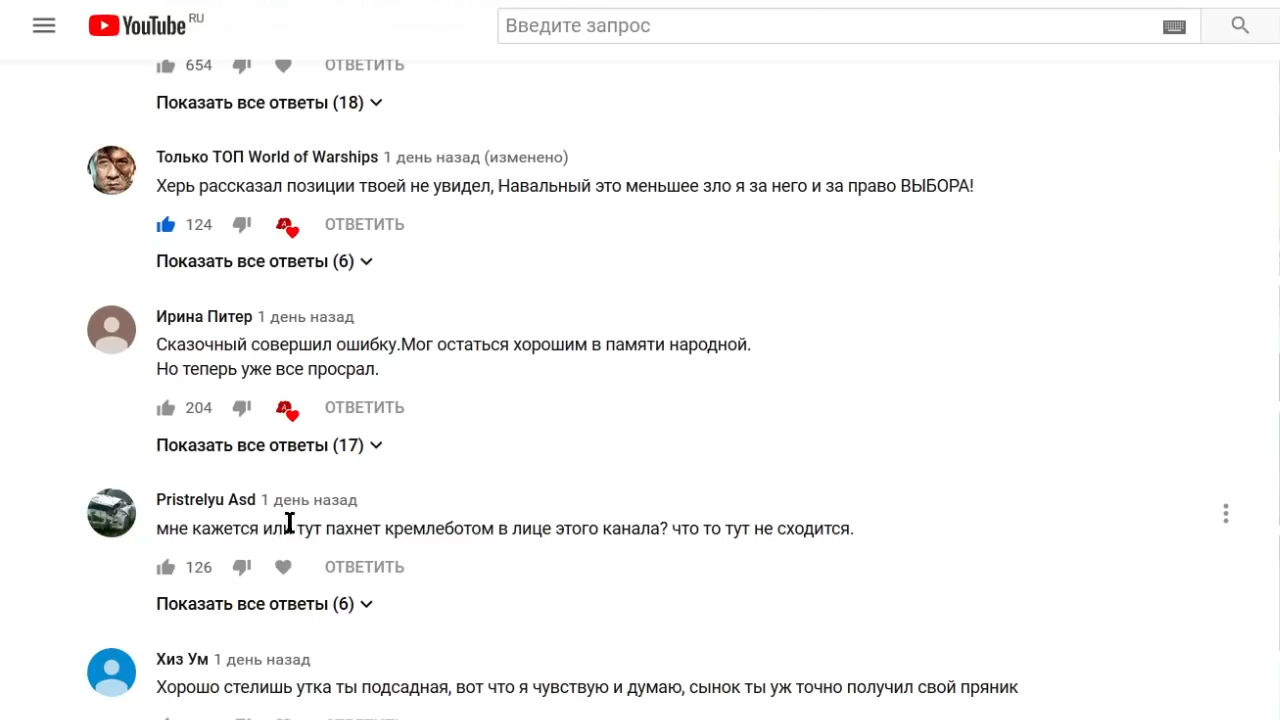 YouTube RU
Введите запрос
654 ОТВЕТИТЬ
Показать все ответы (18)
Только ТОП World of Warships 1 день назад (изменено)
Херь рассказал позиции твоей не увидел, Навальный это меньшее зло я за него и за право ВЫБОРА!
124 ОТВЕТИТЬ
Показать все ответы (6)
Ирина Питер 1 день назад
Сказочный совершил ошибку.Мог остаться хорошим в памяти народной.
Но теперь уже все просрал.
204 ОТВЕТИТЬ
Показать все ответы (17)
Pristrelyu Asd 1 день назад
мне кажется или тут пахнет кремлеботом в лице этого канала? что то тут не сходится.
126 ОТВЕТИТЬ
Показать все ответы (6)
Хиз Ум 1 день назад
Хорошо стелишь утка ты подсадная, вот что я чувствую и думаю, сынок ты уж точно получил свой пряник